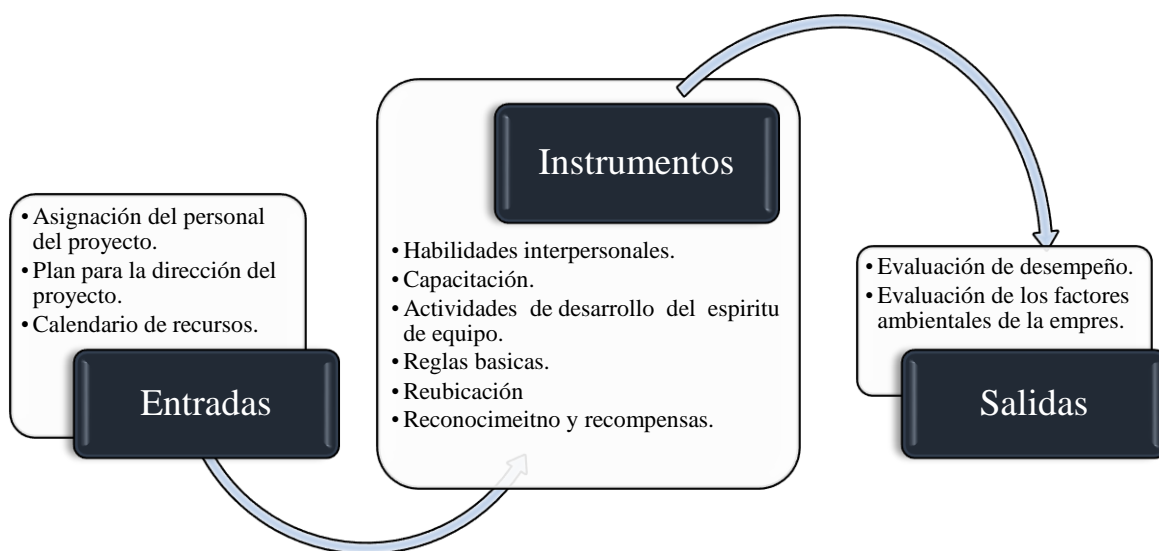 • Asignación del personal
del proyecto.
• Plan para la dirección del
proyecto.
• Calendario de recursos.
Entradas
Instrumentos
• Habilidades interpersonales.
• Capacitación.
• Actividades de desarrollo del espiritu
de equipo.
• Reglas basicas.
• Reubicación
• Reconocimeitno y recompensas.
• Evaluación de desempeño.
• Evaluación de los factores
ambientales de la empres.
Salidas